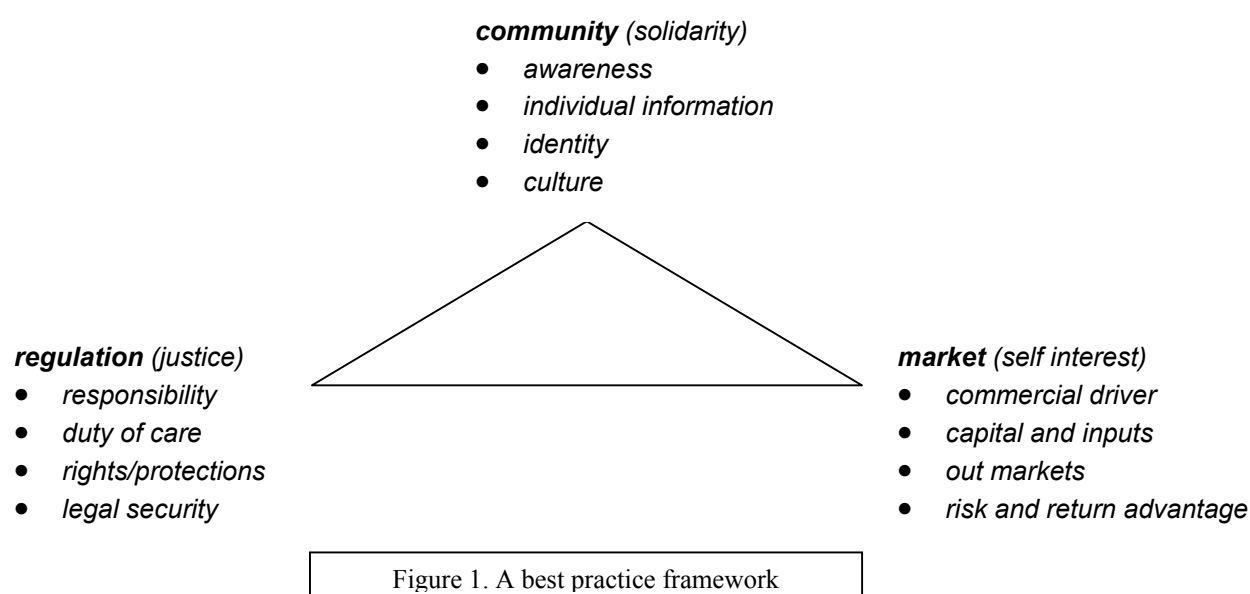 community (solidarity)
• awareness
• individual information
• identity
• culture
regulation (justice)
• responsibility
• duty of care
• rights/protections
• legal security
market (self interest)
• commercial driver
• capital and inputs
• out markets
• risk and return advantage
Figure 1. A best practice framework